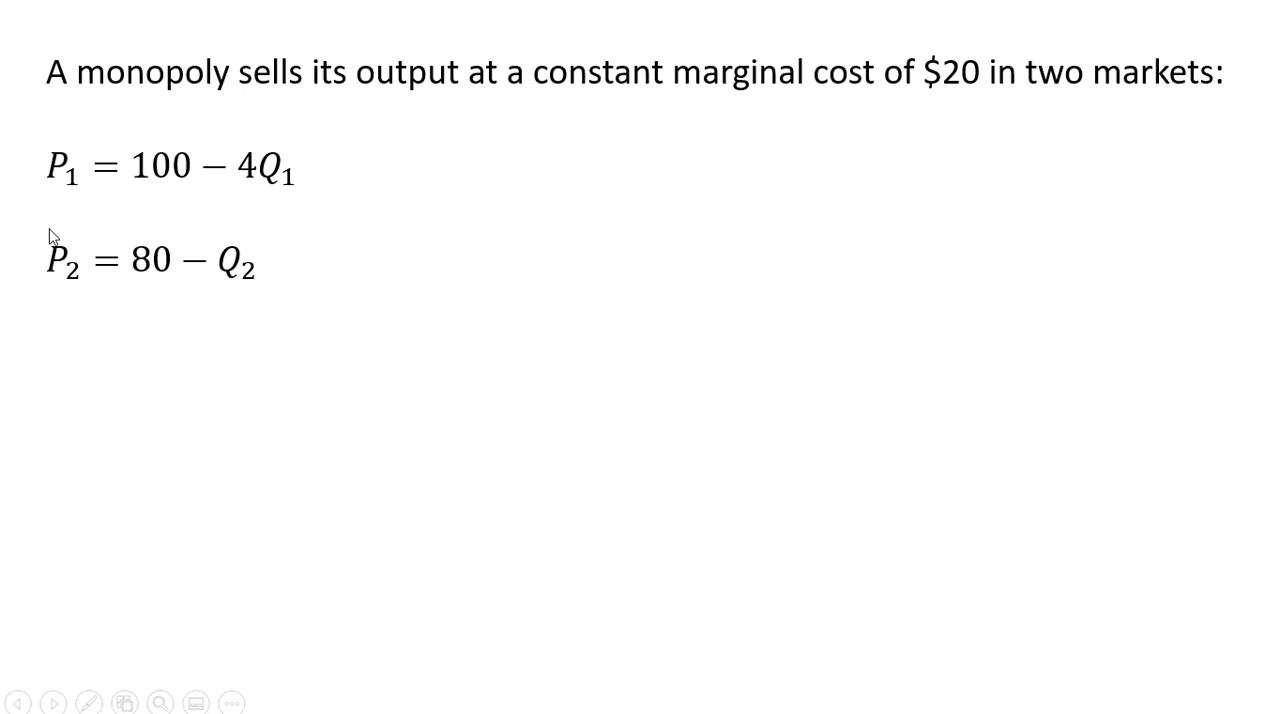 A monopoly sells its output at a constant marginal cost of $20 in two markets:
P₁ = 100 − 4Q₁
P₂ = 80 − Q₂